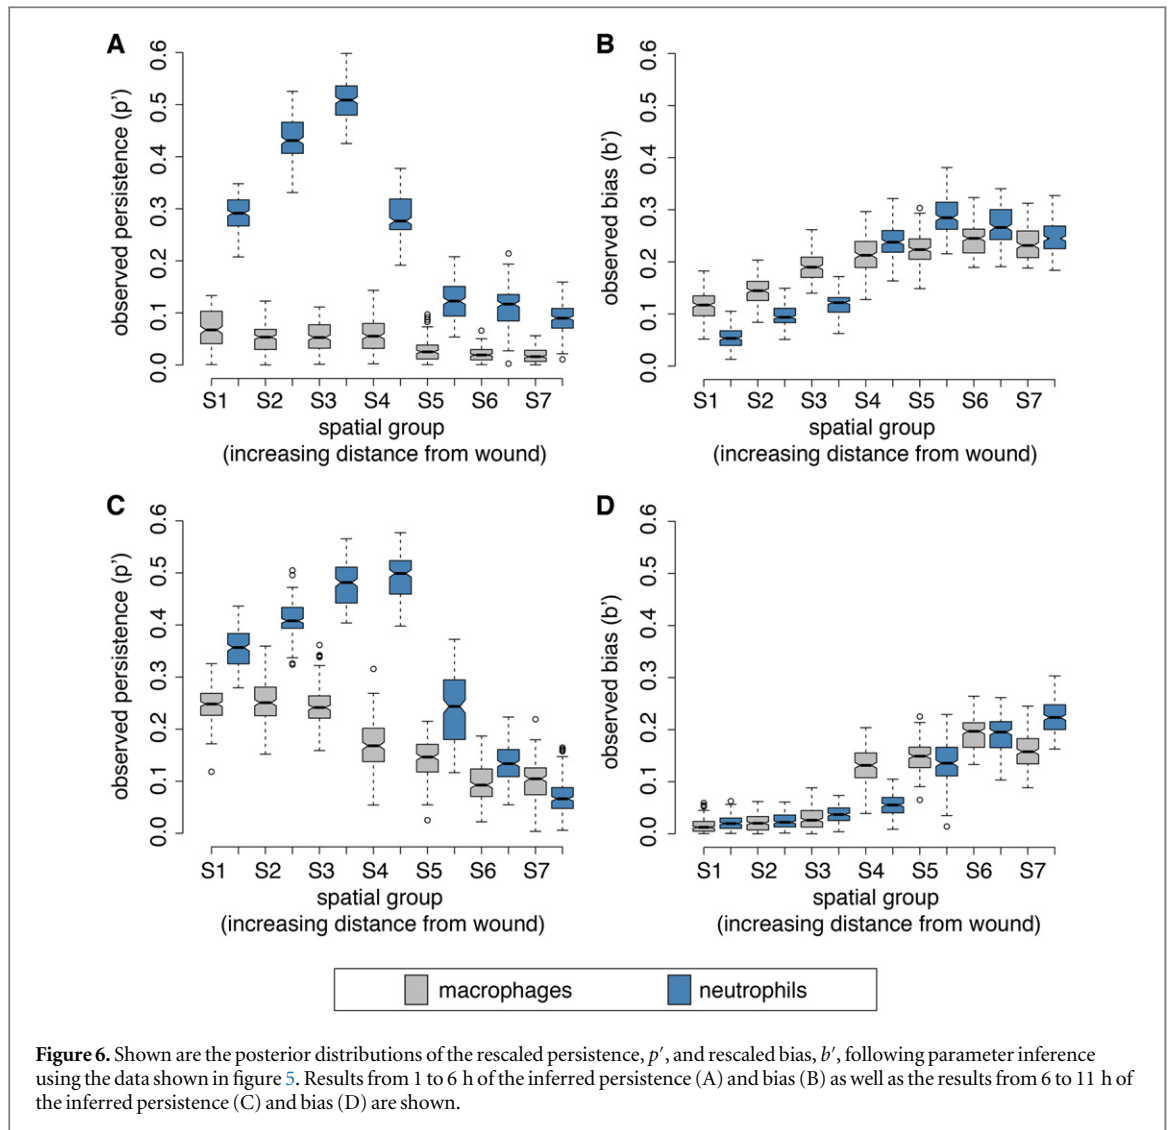 A
observed persistence (p')
0.6
0.5
0.4
0.3
0.2
0.1
0.0
S1 S2 S3 S4 S5 S6 S7
spatial group
(increasing distance from wound)
B
observed bias (b')
0.6
0.5
0.4
0.3
0.2
0.1
0.0
S1 S2 S3 S4 S5 S6 S7
spatial group
(increasing distance from wound)
C
observed persistence (p')
0.6
0.5
0.4
0.3
0.2
0.1
0.0
S1 S2 S3 S4 S5 S6 S7
spatial group
(increasing distance from wound)
D
observed bias (b')
0.6
0.5
0.4
0.3
0.2
0.1
0.0
S1 S2 S3 S4 S5 S6 S7
spatial group
(increasing distance from wound)
macrophages neutrophils
Figure 6. Shown are the posterior distributions of the rescaled persistence, p′, and rescaled bias, b′, following parameter inference
using the data shown in figure 5. Results from 1 to 6 h of the inferred persistence (A) and bias (B) as well as the results from 6 to 11 h of
the inferred persistence (C) and bias (D) are shown.